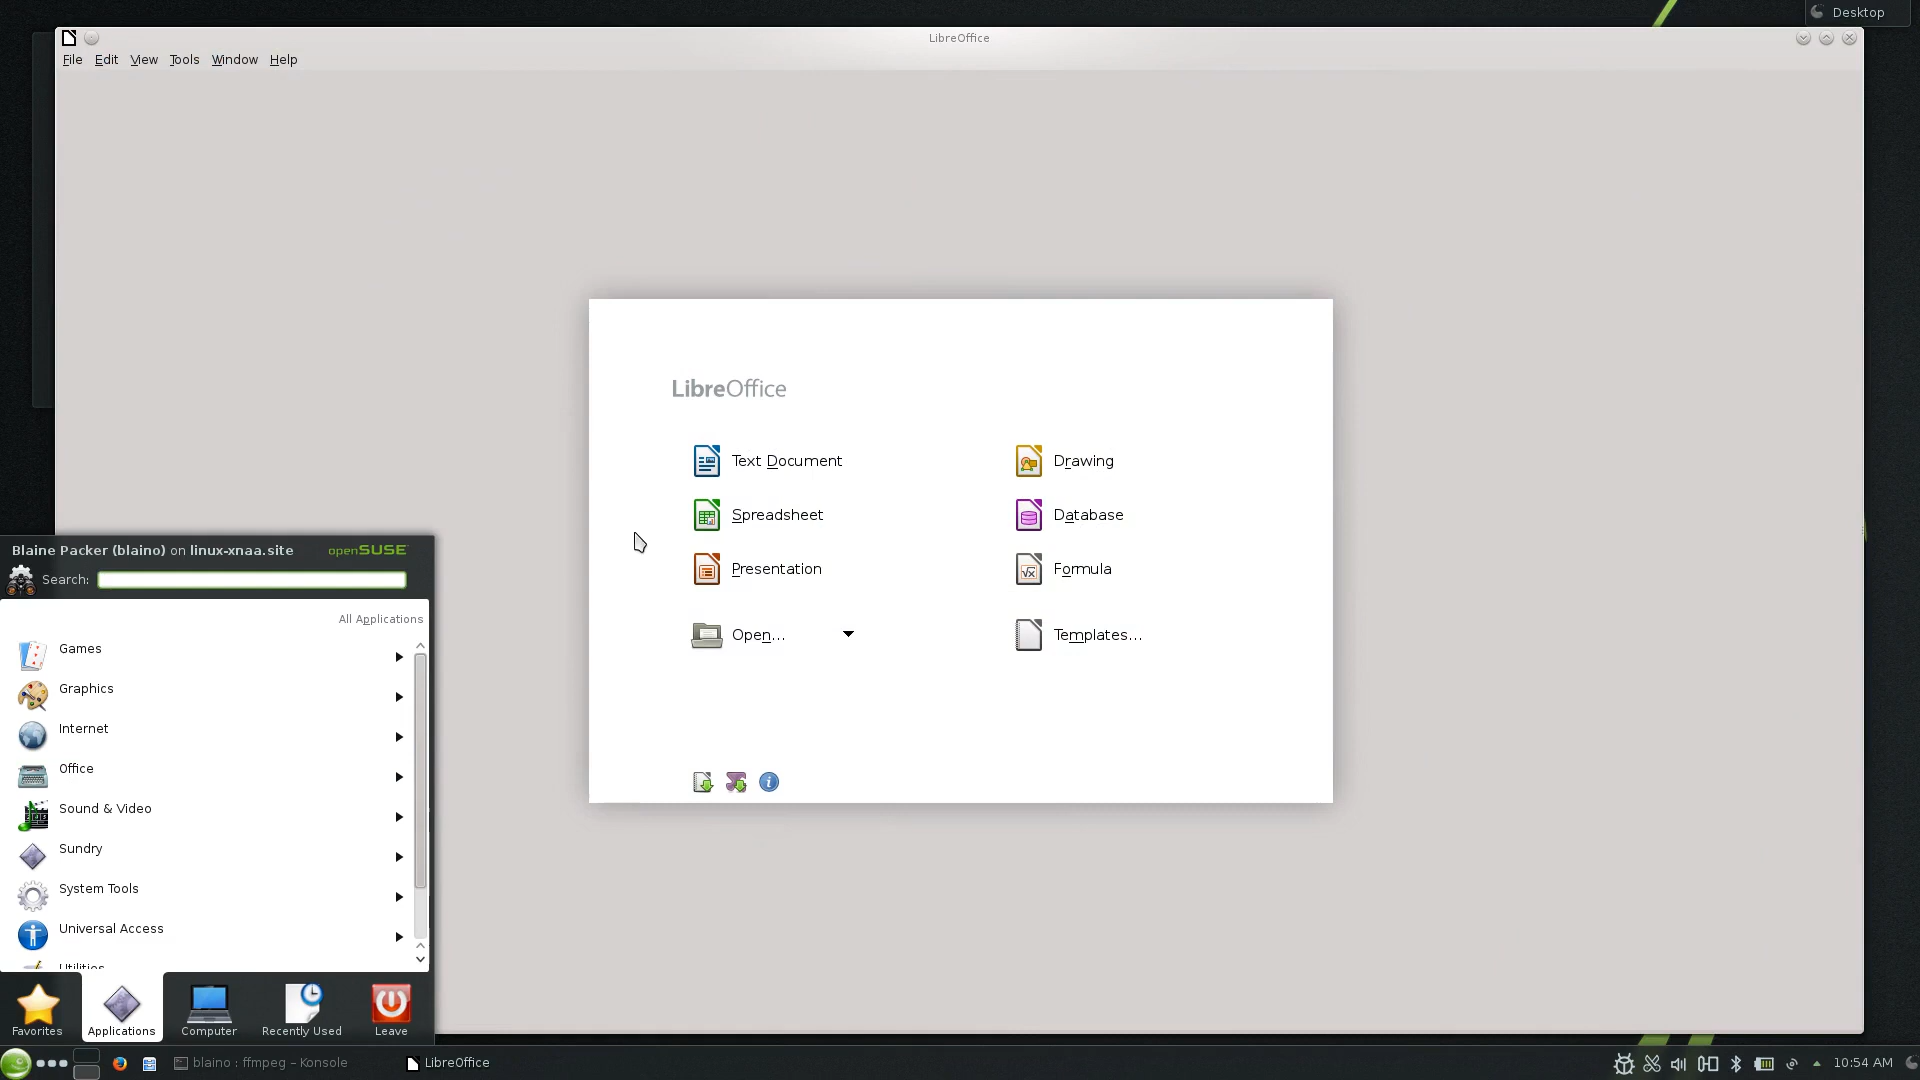 Desktop
LibreOffice
File Edit View Tools Window Help
LibreOffice
Text Document
Drawing
Spreadsheet
Database
Presentation
Formula
Open...
Templates...
Blaine Packer (blaino) on linux-xnaa.site
openSUSE
Search:
All Applications
Games
Graphics
Internet
Office
Sound & Video
Sundry
System Tools
Universal Access
Utilities
Favorites Applications Computer Recently Used Leave
blaino : ffmpeg – Konsole
LibreOffice
10:54 AM